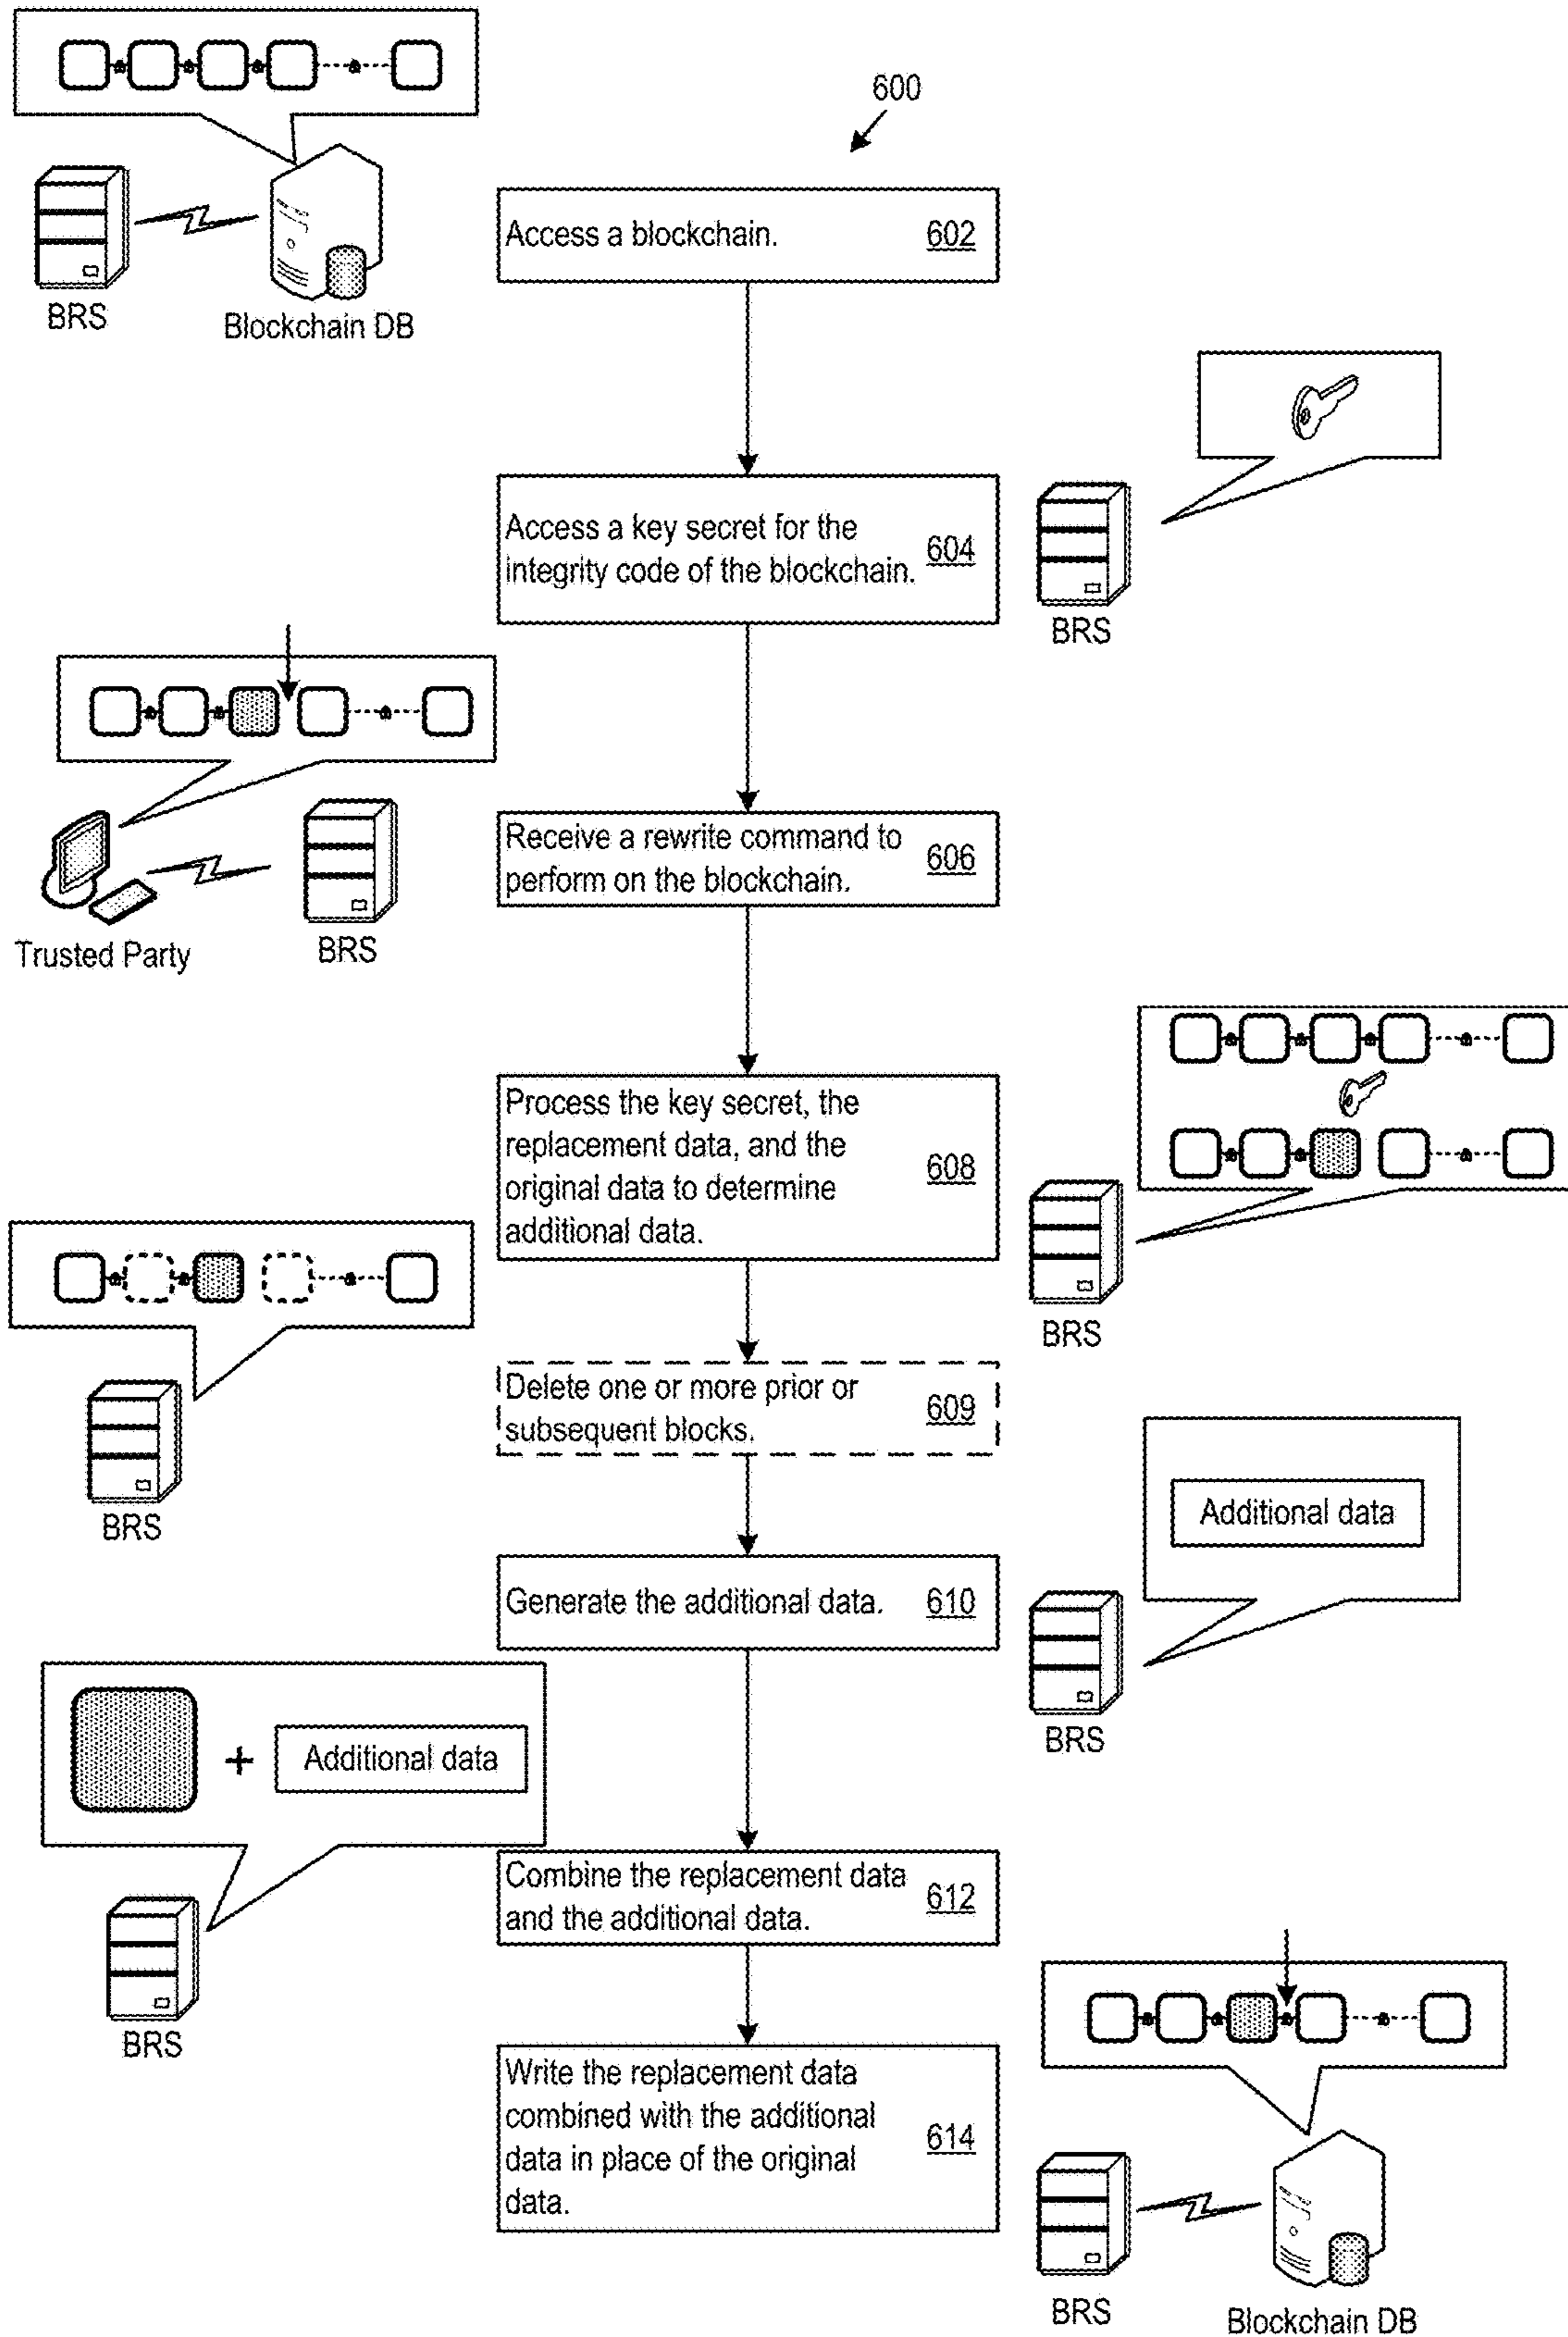 600
Access a blockchain. 602
BRS
Blockchain DB
Access a key secret for the
integrity code of the blockchain.
604
BRS
Receive a rewrite command to
perform on the blockchain.
606
Trusted Party
BRS
Process the key secret, the
replacement data, and the
original data to determine
additional data.
608
BRS
Delete one or more prior or
subsequent blocks.
609
BRS
Additional data
Generate the additional data. 610
BRS
+
Additional data
Combine the replacement data
and the additional data.
612
BRS
Write the replacement data
combined with the additional
data in place of the original
data.
614
BRS
Blockchain DB